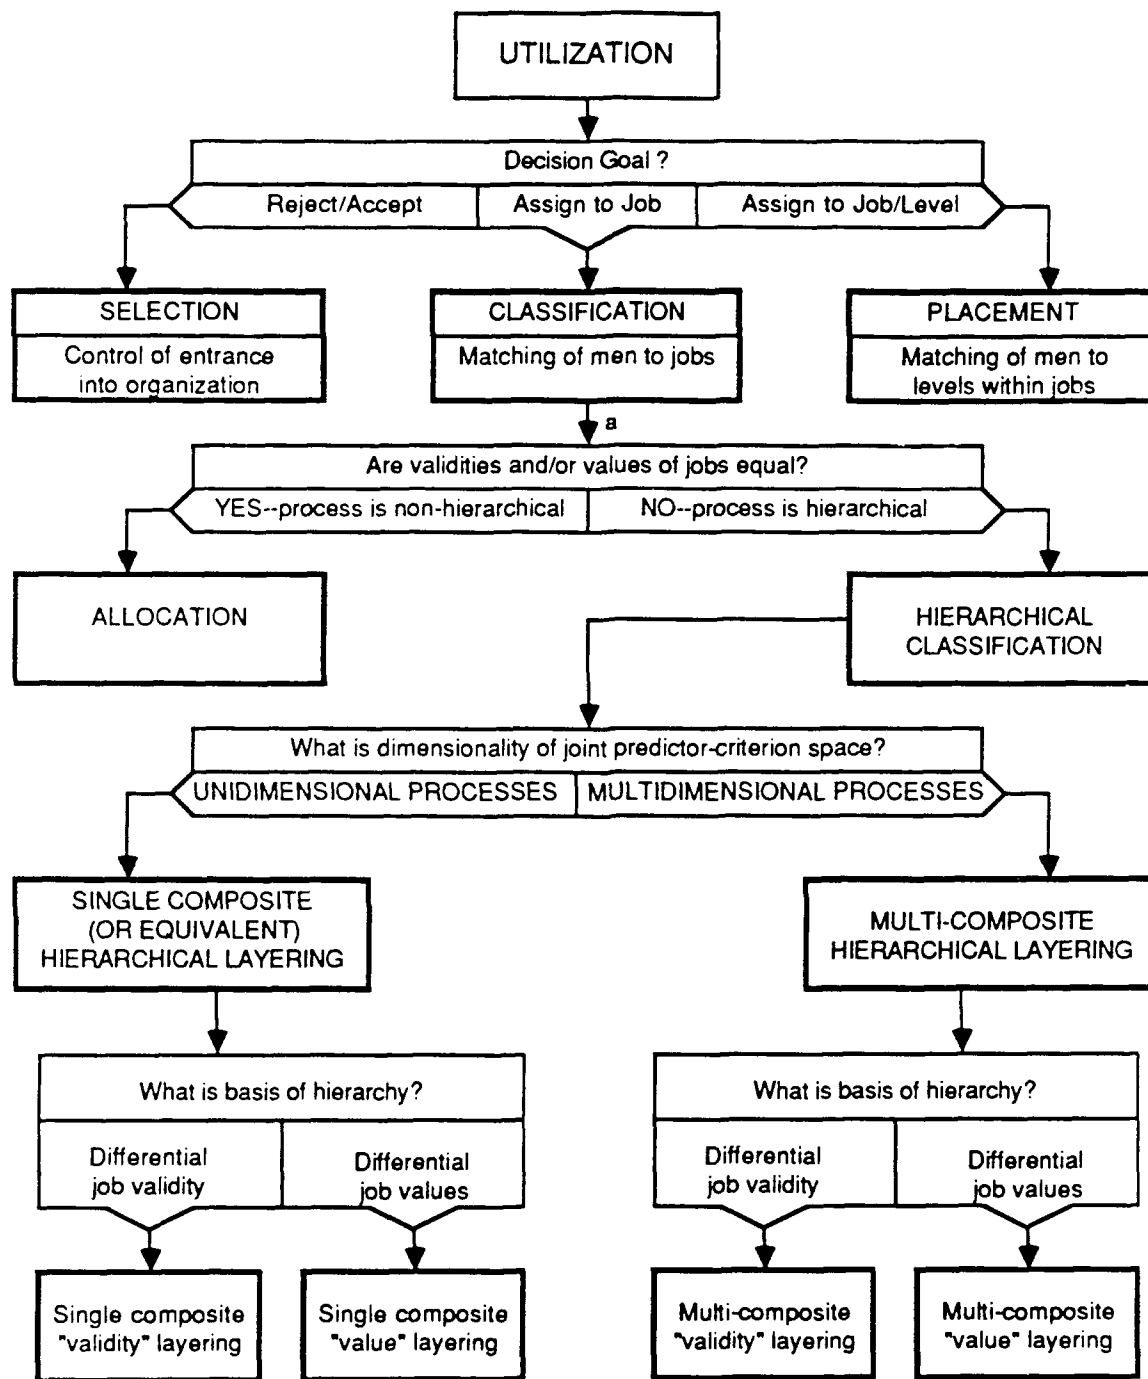 UTILIZATION
Decision Goal ?
Reject/Accept
Assign to Job
Assign to Job/Level
SELECTION
Control of entrance
into organization
CLASSIFICATION
Matching of men to jobs
PLACEMENT
Matching of men to
levels within jobs
a
Are validities and/or values of jobs equal?
YES--process is non-hierarchical
NO--process is hierarchical
ALLOCATION
HIERARCHICAL
CLASSIFICATION
What is dimensionality of joint predictor-criterion space?
UNIDIMENSIONAL PROCESSES
MULTIDIMENSIONAL PROCESSES
SINGLE COMPOSITE
(OR EQUIVALENT)
HIERARCHICAL LAYERING
MULTI-COMPOSITE
HIERARCHICAL LAYERING
What is basis of hierarchy?
Differential
job validity
Differential
job values
What is basis of hierarchy?
Differential
job validity
Differential
job values
Single composite
"validity" layering
Single composite
"value" layering
Multi-composite
"validity" layering
Multi-composite
"value" layering